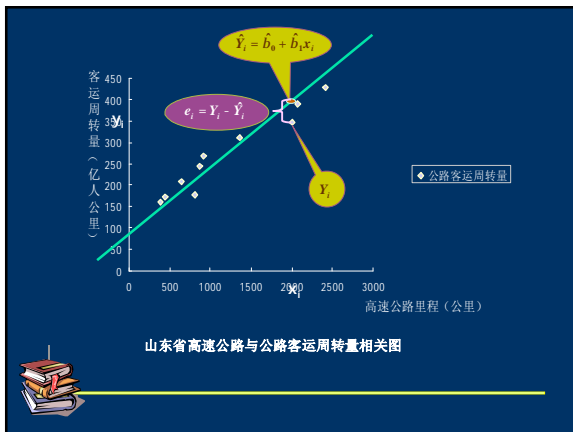 Ŷᵢ = b̂₀ + b̂₁xᵢ
客运周转量（亿人公里）
yᵢ
eᵢ = Yᵢ - Ŷᵢ
450
400
350
300
250
200
150
100
50
0
Yᵢ
公路客运周转量
0 500 1000 1500 2000 2500 3000
xᵢ
高速公路里程（公里）
山东省高速公路与公路客运周转量相关图